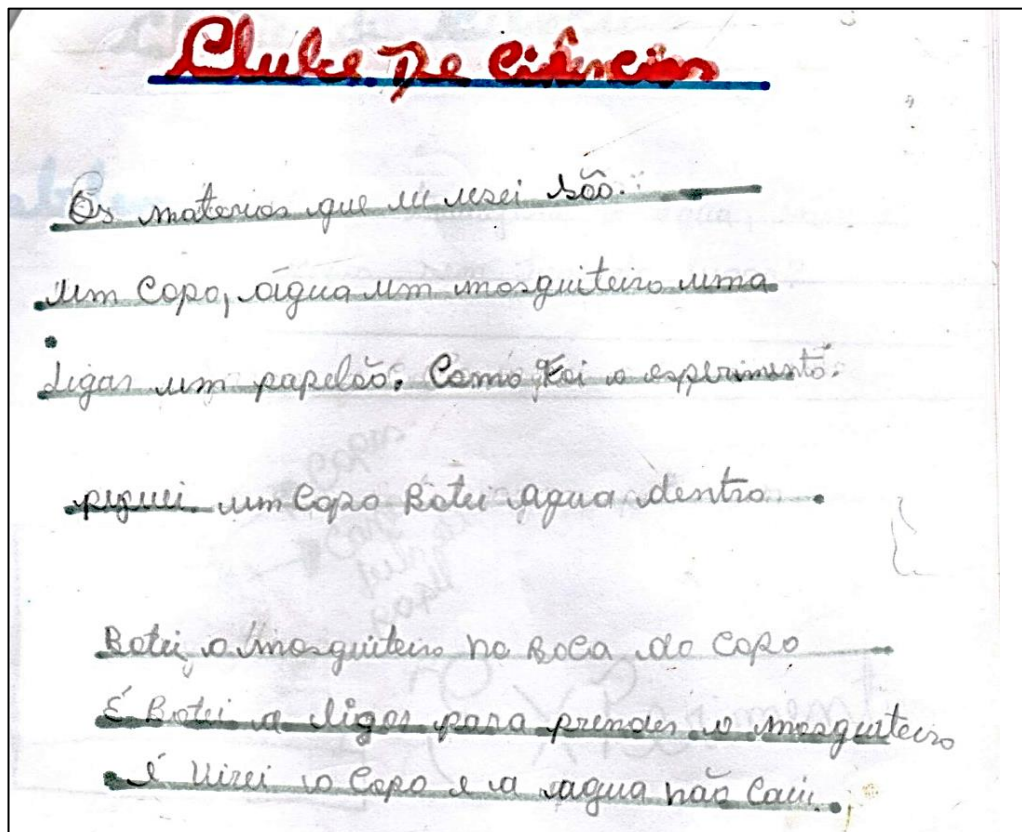 Clube De Ciências
Os materios que eu usei são.
um Copo, água um mosquiteiro uma
Ligas um papelão. Como Foi o experimento.
peguei um Copo Botei agua dentro.
Botei o mosquiteiro na Boca do Copo
É Botei a ligas para prender o mosquiteiro
é Virei o Copo e a agua não Caiu.